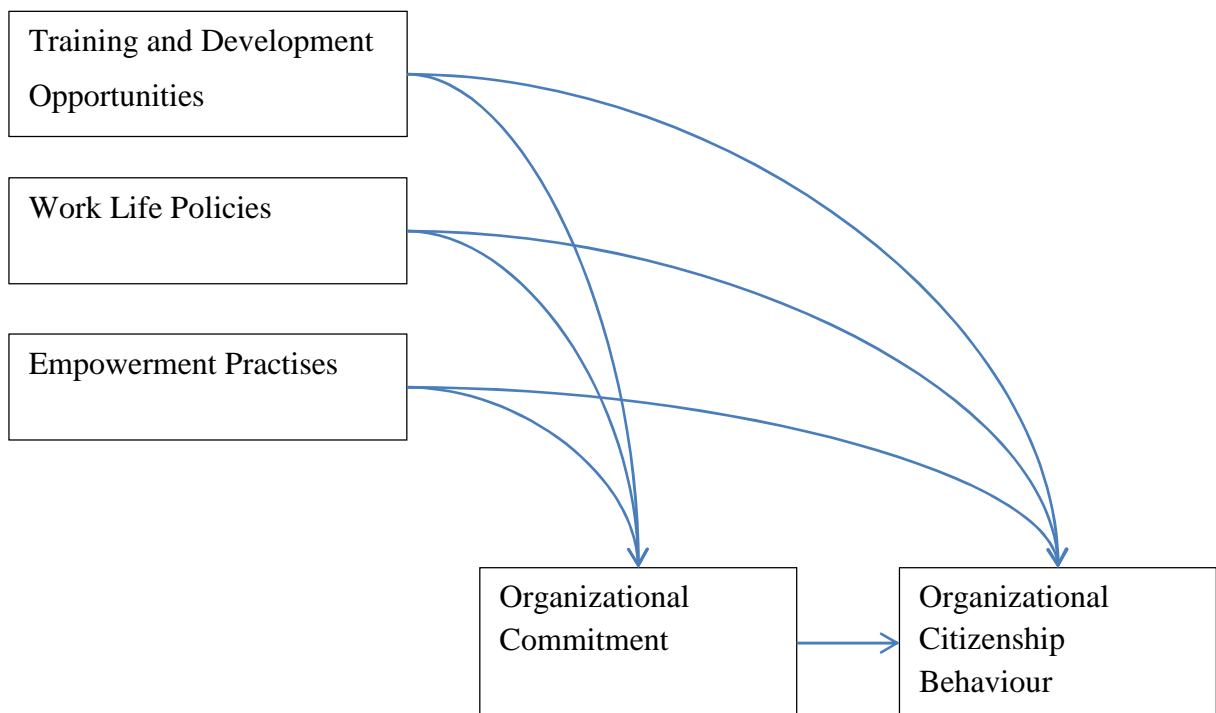 Training and Development
Opportunities
Work Life Policies
Empowerment Practises
Organizational
Commitment
Organizational
Citizenship
Behaviour